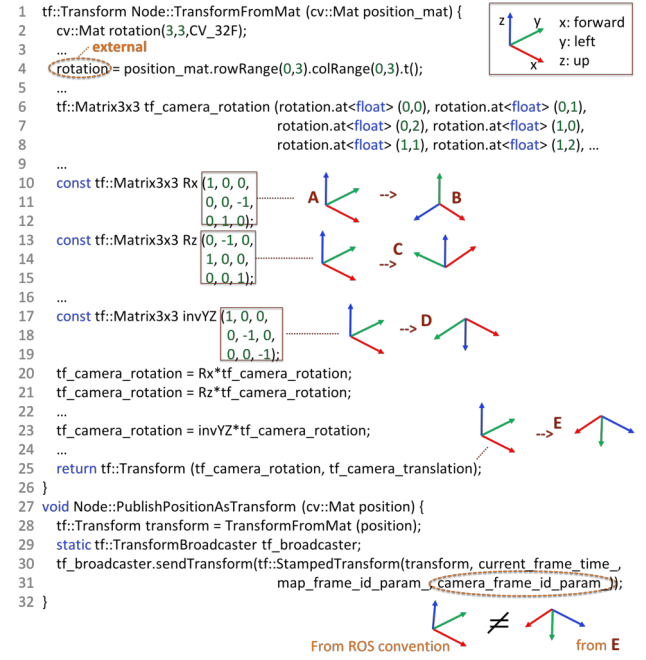 1 tf::Transform Node::TransformFromMat (cv::Mat position_mat) {
2 cv::Mat rotation(3,3,CV_32F);
3 … external
4 rotation = position_mat.rowRange(0,3).colRange(0,3).t();
5 …
6 tf::Matrix3x3 tf_camera_rotation (rotation.at<float> (0,0), rotation.at<float> (0,1),
7 rotation.at<float> (0,2), rotation.at<float> (1,0),
8 rotation.at<float> (1,1), rotation.at<float> (1,2), …
9 …
z y x
x: forward
y: left
z: up
10 const tf::Matrix3x3 Rx (1, 0, 0,
11 0, 0, -1,
12 0, 1, 0);
A --> B
13 const tf::Matrix3x3 Rz (0, -1, 0,
14 1, 0, 0,
15 0, 0, 1);
C
-->
16 …
17 const tf::Matrix3x3 invYZ (1, 0, 0,
18 0, -1, 0,
19 0, 0, -1);
--> D
20 tf_camera_rotation = Rx*tf_camera_rotation;
21 tf_camera_rotation = Rz*tf_camera_rotation;
22 …
23 tf_camera_rotation = invYZ*tf_camera_rotation;
--> E
24 …
25 return tf::Transform (tf_camera_rotation, tf_camera_translation);
26 }
27 void Node::PublishPositionAsTransform (cv::Mat position) {
28 tf::Transform transform = TransformFromMat (position);
29 static tf::TransformBroadcaster tf_broadcaster;
30 tf_broadcaster.sendTransform(tf::StampedTransform(transform, current_frame_time_,
31 map_frame_id_param_, camera_frame_id_param_));
32 }
≠
From ROS convention from E